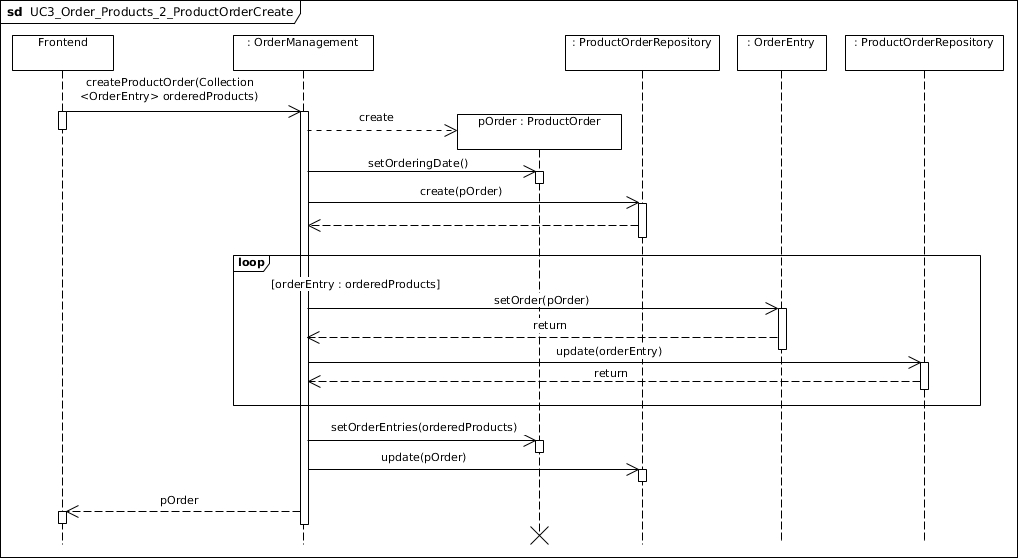 sd UC3_Order_Products_2_ProductOrderCreate
Frontend
: OrderManagement
: ProductOrderRepository
: OrderEntry
: ProductOrderRepository
createProductOrder(Collection
<OrderEntry> orderedProducts)
create
pOrder : ProductOrder
setOrderingDate()
create(pOrder)
loop
[orderEntry : orderedProducts]
setOrder(pOrder)
return
update(orderEntry)
return
setOrderEntries(orderedProducts)
update(pOrder)
pOrder